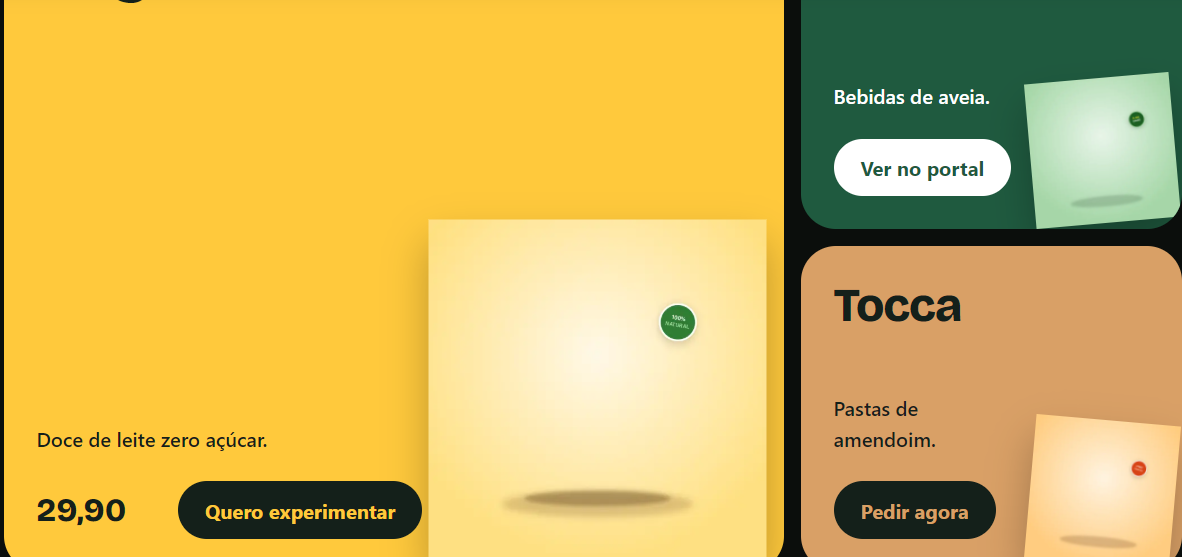 Doce de leite zero açúcar.
29,90
Quero experimentar
100%
NATURAL
Bebidas de aveia.
Ver no portal
Tocca
Pastas de
amendoim.
Pedir agora